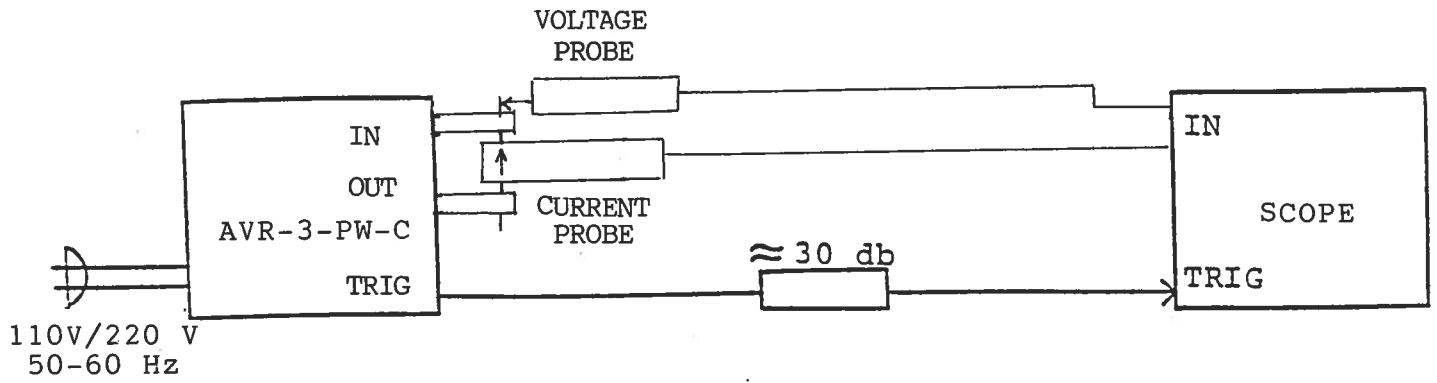 VOLTAGE
PROBE
IN
OUT
AVR-3-PW-C
TRIG
CURRENT
PROBE
≈ 30 db
IN
SCOPE
TRIG
110V/220 V
50-60 Hz